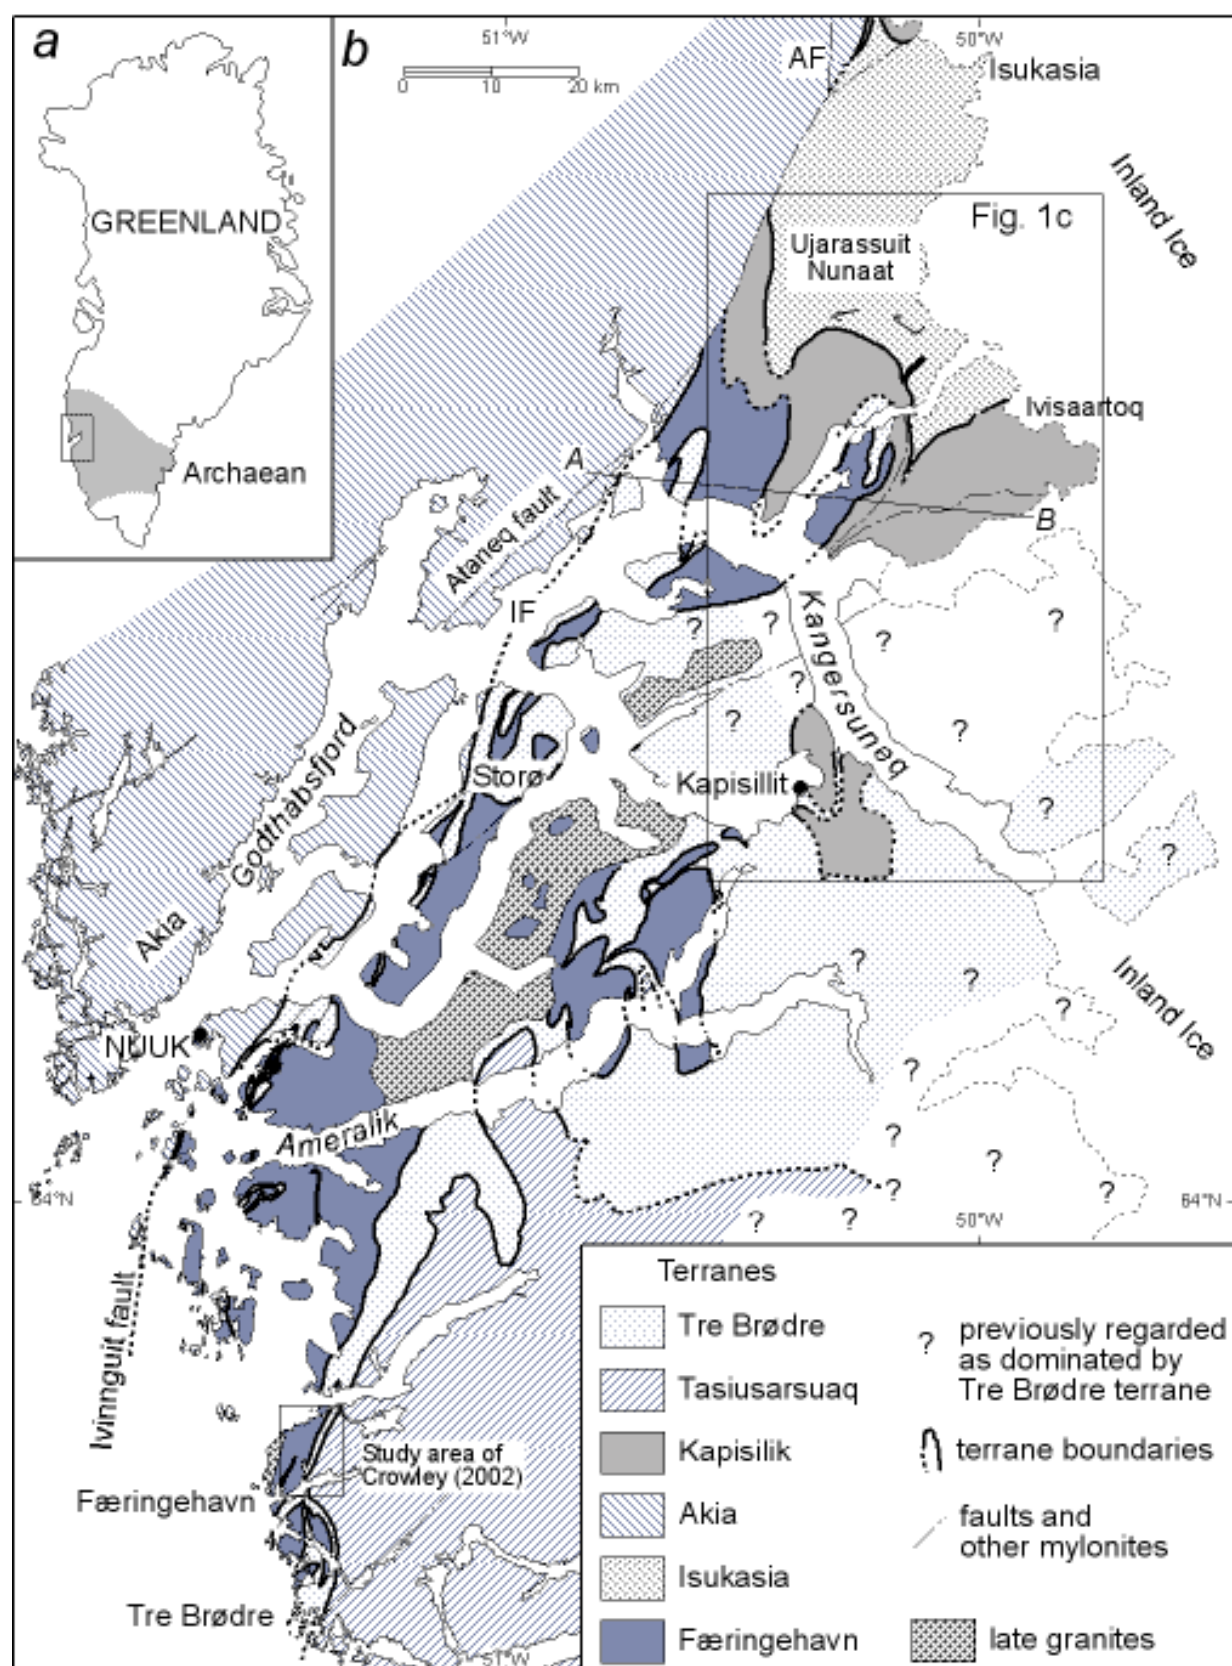 a
GREENLAND
Archaean
b
51°W
50°W
0 10 20 km
AF
Isukasia
Inland Ice
Fig. 1c
Ujarassuit
Nunaat
Ivisaartoq
A
B
Ataneq fault
IF
?
?
?
?
?
?
?
?
Kangersuneq
Godthabsfjord
Storø
Kapisillit
?
?
Akia
NUUK
?
?
?
Inland Ice
?
Ameralik
?
?
?
?
?
?
64°N
64°N
50°W
Ivinnguit fault
Study area of
Crowley (2002)
Færingehavn
Tre Brødre
51°W
Terranes
Tre Brødre
Tasiusarsuaq
Kapisilik
Akia
Isukasia
Færingehavn
? previously regarded
as dominated by
Tre Brødre terrane
terrane boundaries
faults and
other mylonites
late granites